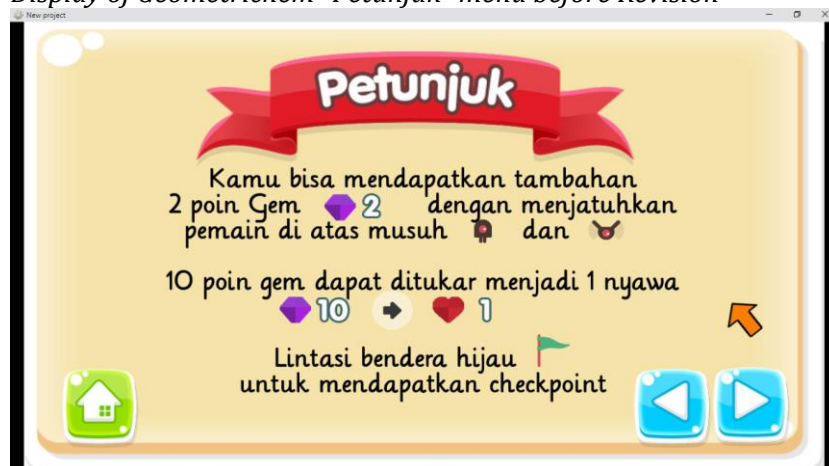 Display of Geometrichem "Petunjuk" menu before Revision
New project
Petunjuk
Kamu bisa mendapatkan tambahan
2 poin Gem 2 dengan menjatuhkan
pemain di atas musuh dan
10 poin gem dapat ditukar menjadi 1 nyawa
10 1
Lintasi bendera hijau
untuk mendapatkan checkpoint